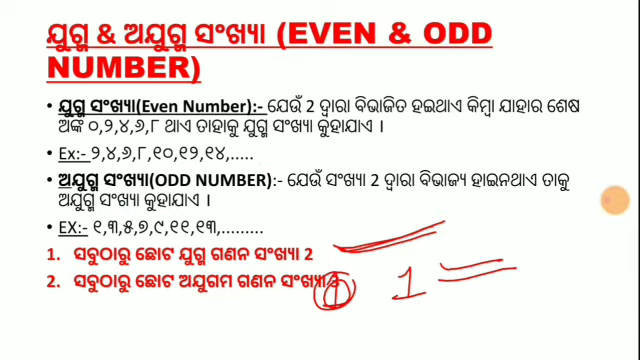 ଯୁଗ୍ମ & ଅଯୁଗ୍ମ ସଂଖ୍ୟା (EVEN & ODD
NUMBER)
• ଯୁଗ୍ମ ସଂଖ୍ୟା(Even Number):- ଯେଉଁ 2 ଦ୍ୱାରା ବିଭାଜିତ ହଇଥାଏ କିମ୍ବା ଯାହାର ଶେଷ
ଅଙ୍କ ୦,୨,୪,୬,୮ ଥାଏ ତାହାକୁ ଯୁଗ୍ମ ସଂଖ୍ୟା କୁହାଯାଏ ।
• Ex:- ୨,୪,୬,୮,୧୦,୧୨,୧୪,.....
• ଅଯୁଗ୍ମ ସଂଖ୍ୟା(ODD NUMBER):- ଯେଉଁ ସଂଖ୍ୟା 2 ଦ୍ୱାରା ବିଭାଜ୍ୟ ହାଇନଥାଏ ତାକୁ
ଅଯୁଗ୍ମ ସଂଖ୍ୟା କୁହାଯାଏ ।
• EX:- ୧,୩,୫,୭,୯,୧୧,୧୩,.........
1. ସବୁଠାରୁ ଛୋଟ ଯୁଗ୍ମ ଗଣନ ସଂଖ୍ୟା 2
2. ସବୁଠାରୁ ଛୋଟ ଅଯୁଗମ ଗଣନ ସଂଖ୍ୟା 1 1